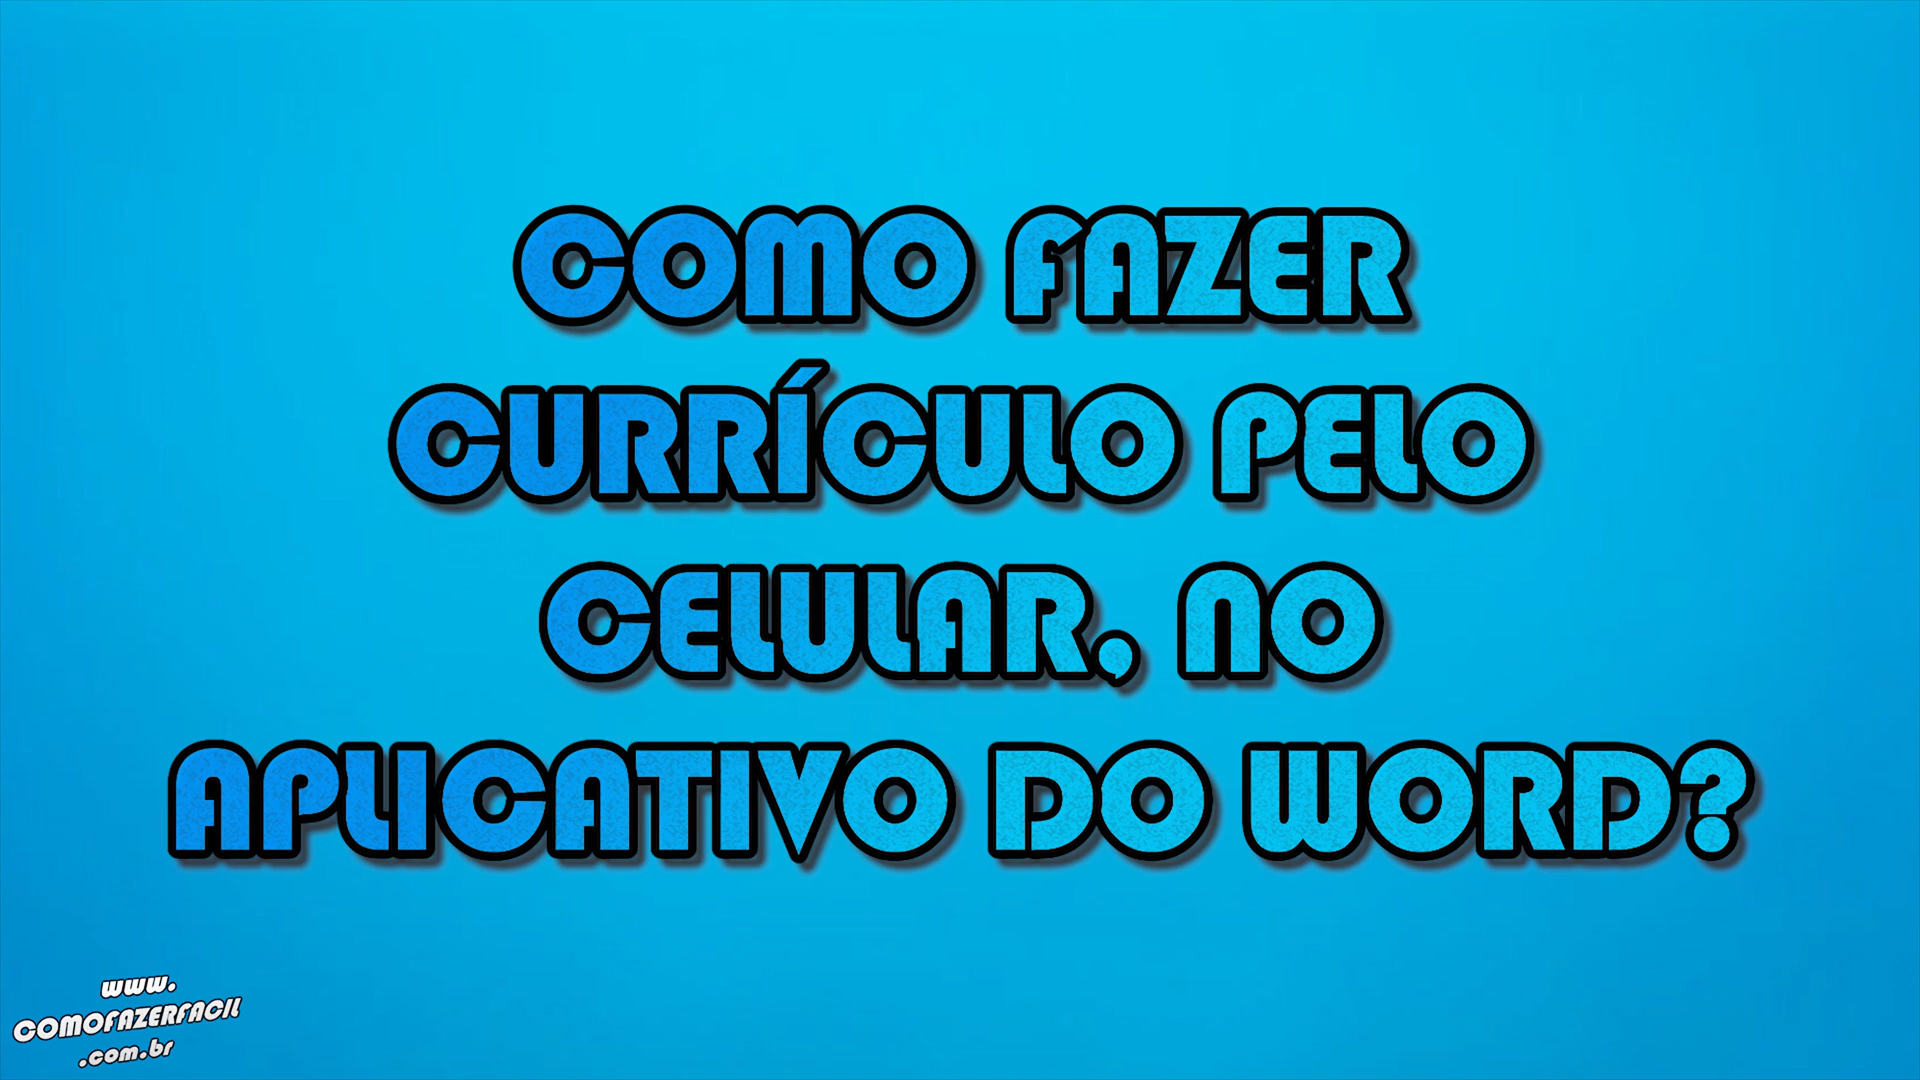 COMO FAZER
CURRÍCULO PELO
CELULAR, NO
APLICATIVO DO WORD?
www.
COMOFAZERFACIL
.com.br